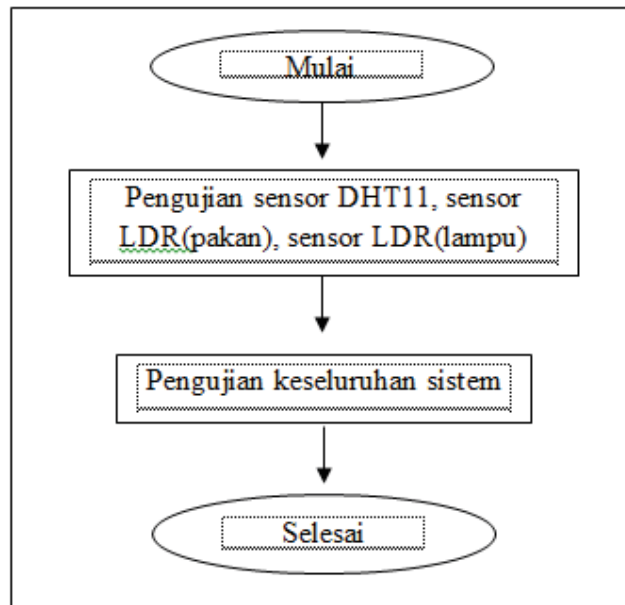 Mulai
Pengujian sensor DHT11, sensor
LDR(pakan), sensor LDR(lampu)
Pengujian keseluruhan sistem
Selesai